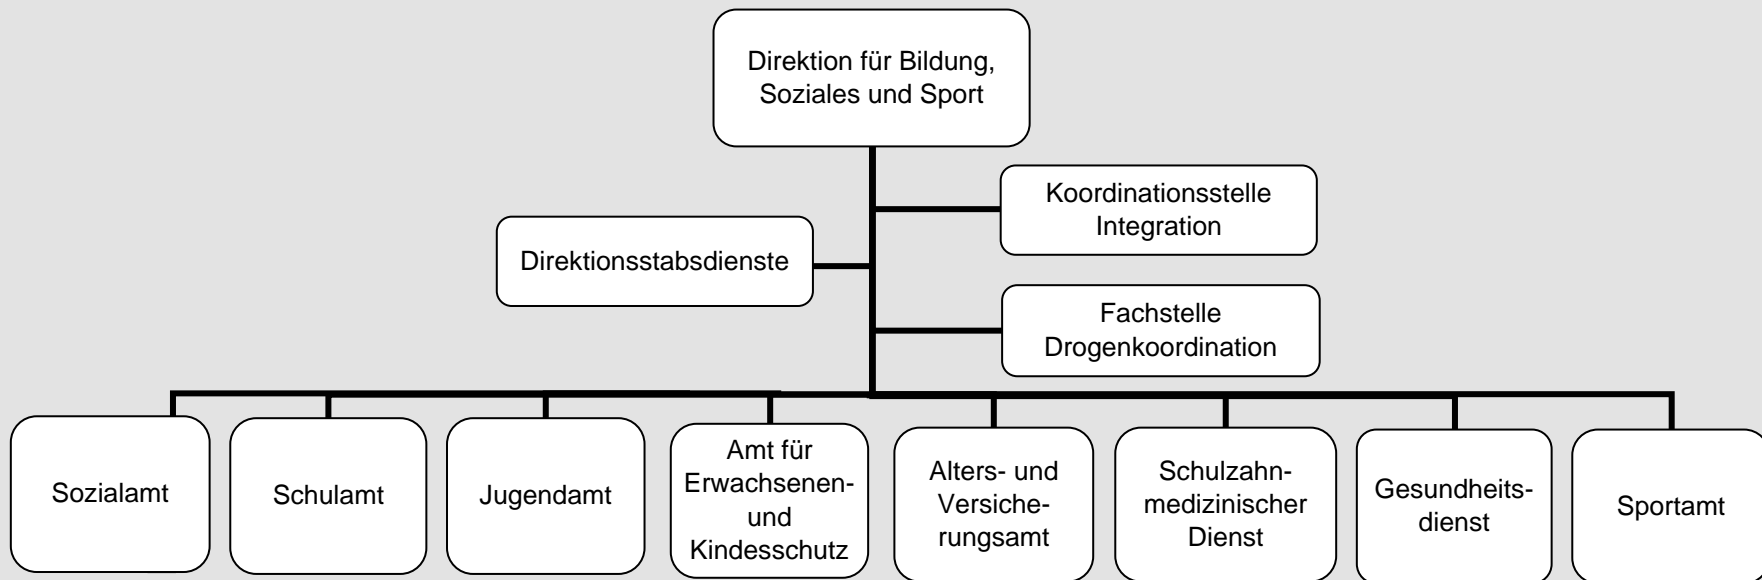 Direktion für Bildung,
Soziales und Sport
Koordinationsstelle
Integration
Direktionsstabsdienste
Fachstelle
Drogenkoordination
Sozialamt
Schulamt
Jugendamt
Amt für
Erwachsenen-
und
Kindesschutz
Alters- und
Versiche-
rungsamt
Schulzahn-
medizinischer
Dienst
Gesundheits-
dienst
Sportamt